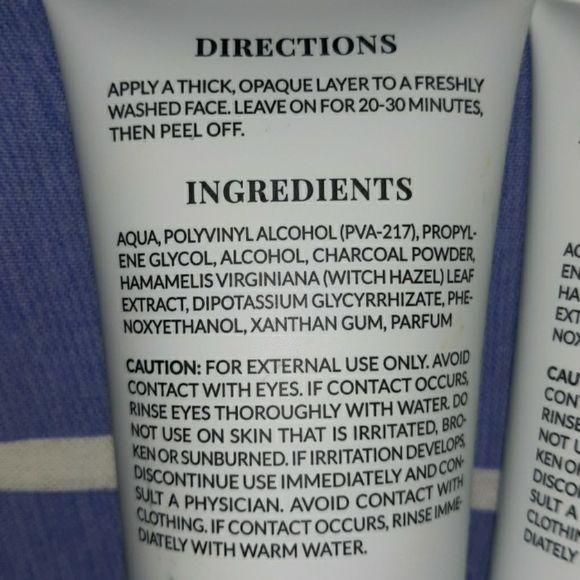 DIRECTIONS
APPLY A THICK, OPAQUE LAYER TO A FRESHLY
WASHED FACE. LEAVE ON FOR 20-30 MINUTES,
THEN PEEL OFF.
INGREDIENTS
AQUA, POLYVINYL ALCOHOL (PVA-217), PROPYL-
ENE GLYCOL, ALCOHOL, CHARCOAL POWDER,
HAMAMELIS VIRGINIANA (WITCH HAZEL) LEAF
EXTRACT, DIPOTASSIUM GLYCYRRHIZATE, PHE-
NOXYETHANOL, XANTHAN GUM, PARFUM
CAUTION: FOR EXTERNAL USE ONLY. AVOID
CONTACT WITH EYES. IF CONTACT OCCURS,
RINSE EYES THOROUGHLY WITH WATER. DO
NOT USE ON SKIN THAT IS IRRITATED, BRO-
KEN OR SUNBURNED. IF IRRITATION DEVELOPS,
DISCONTINUE USE IMMEDIATELY AND CON-
SULT A PHYSICIAN. AVOID CONTACT WITH
CLOTHING. IF CONTACT OCCURS, RINSE IMME-
DIATELY WITH WARM WATER.